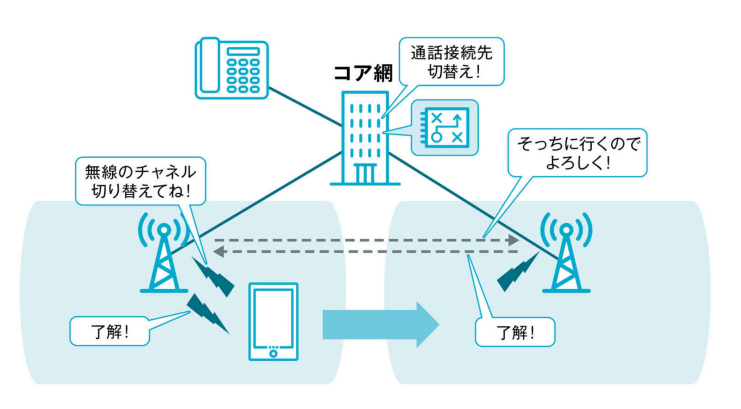 コア網
通話接続先
切替え!
そっちに行くので
よろしく!
無線のチャネル
切り替えてね!
了解!
了解!